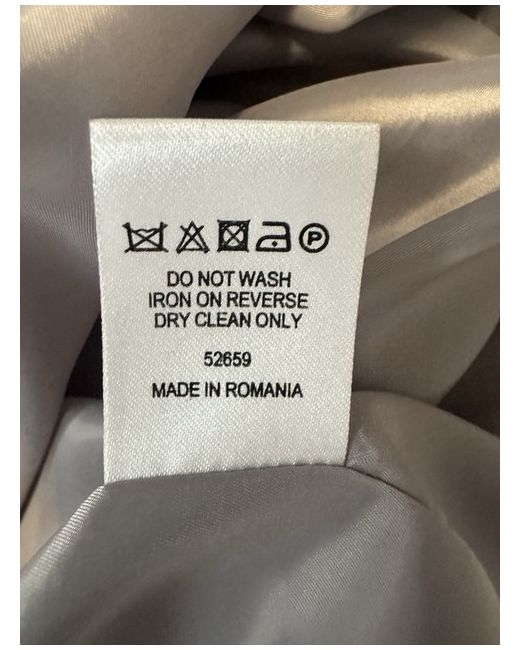 P
DO NOT WASH
IRON ON REVERSE
DRY CLEAN ONLY
52659
MADE IN ROMANIA